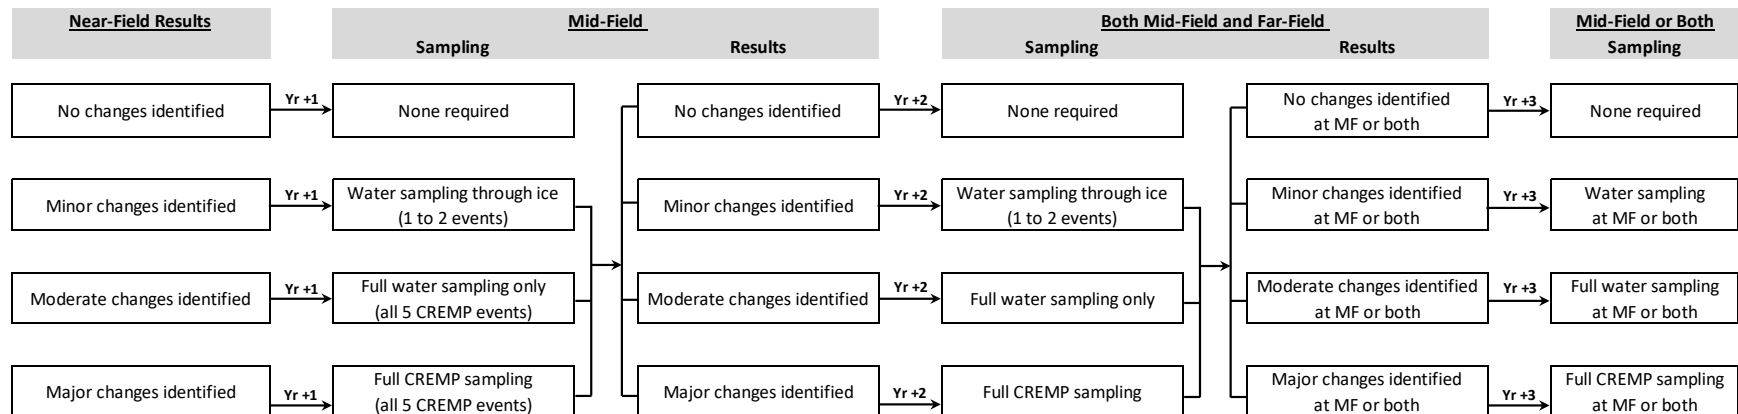 Near-Field Results
Mid-Field
Both Mid-Field and Far-Field
Mid-Field or Both
Sampling
Results
Sampling
Results
Sampling
No changes identified
Yr +1
None required
No changes identified
Yr +2
None required
No changes identified
at MF or both
Yr +3
None required
Minor changes identified
Yr +1
Water sampling through ice
(1 to 2 events)
Minor changes identified
Yr +2
Water sampling through ice
(1 to 2 events)
Minor changes identified
at MF or both
Yr +3
Water sampling
at MF or both
Moderate changes identified
Yr +1
Full water sampling only
(all 5 CREMP events)
Moderate changes identified
Yr +2
Full water sampling only
Moderate changes identified
at MF or both
Yr +3
Full water sampling
at MF or both
Major changes identified
Yr +1
Full CREMP sampling
(all 5 CREMP events)
Major changes identified
Yr +2
Full CREMP sampling
Major changes identified
at MF or both
Yr +3
Full CREMP sampling
at MF or both